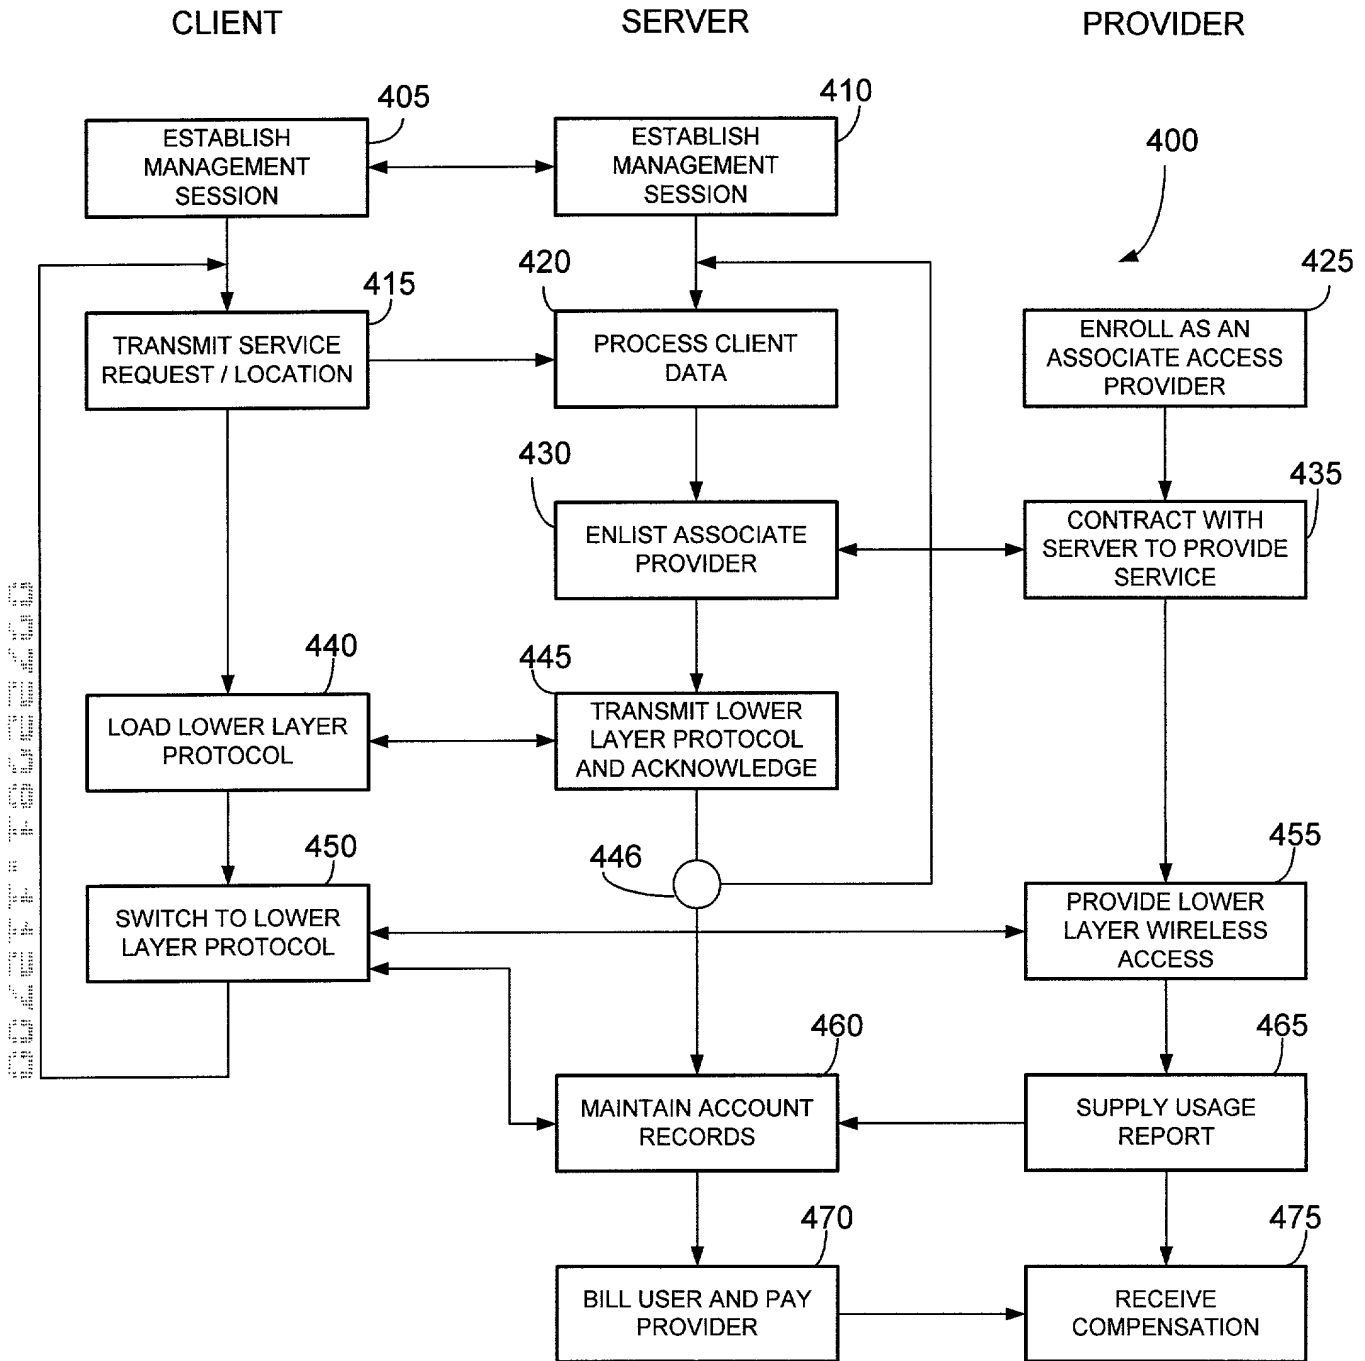 CLIENT
SERVER
PROVIDER
405
ESTABLISH
MANAGEMENT
SESSION
410
ESTABLISH
MANAGEMENT
SESSION
400
415
TRANSMIT SERVICE
REQUEST / LOCATION
420
PROCESS CLIENT
DATA
425
ENROLL AS AN
ASSOCIATE ACCESS
PROVIDER
430
ENLIST ASSOCIATE
PROVIDER
435
CONTRACT WITH
SERVER TO PROVIDE
SERVICE
440
LOAD LOWER LAYER
PROTOCOL
445
TRANSMIT LOWER
LAYER PROTOCOL
AND ACKNOWLEDGE
446
450
SWITCH TO LOWER
LAYER PROTOCOL
455
PROVIDE LOWER
LAYER WIRELESS
ACCESS
460
MAINTAIN ACCOUNT
RECORDS
465
SUPPLY USAGE
REPORT
470
BILL USER AND PAY
PROVIDER
475
RECEIVE
COMPENSATION